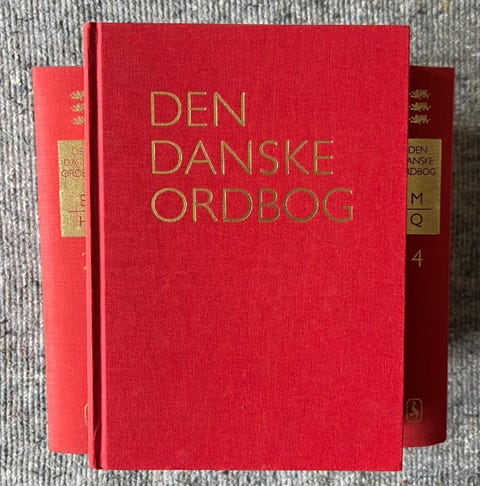 DEN
DANSKE
ORDBOG
DEN
DANSKE
ORDBOG
E
H
DEN
DANSKE
ORDBOG
M
Q
4